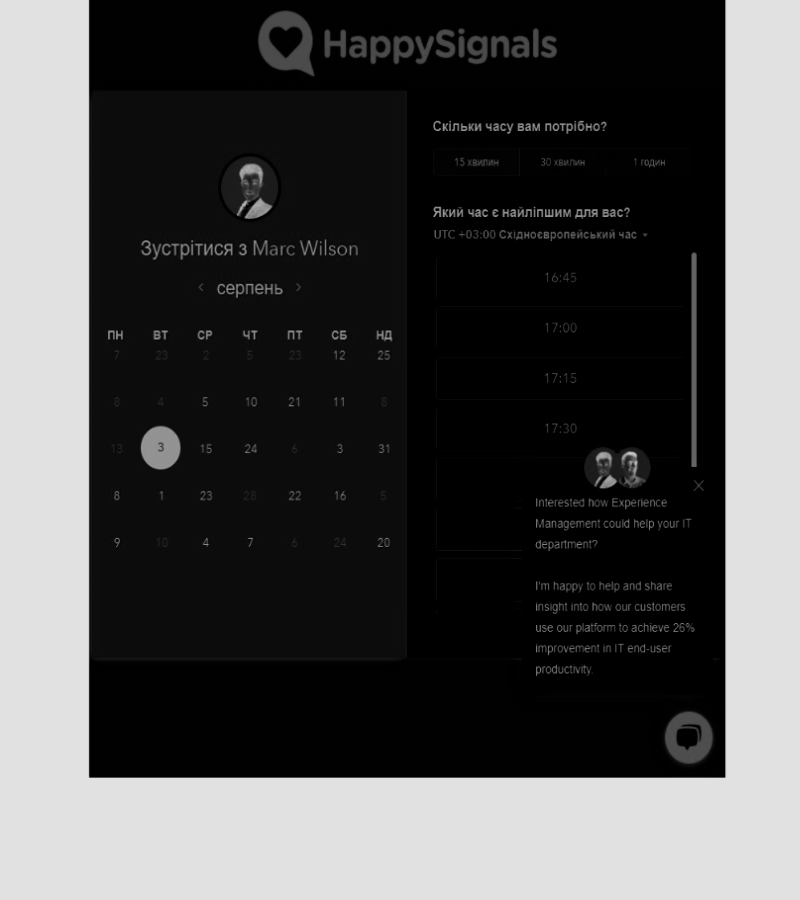 HappySignals
Зустрітися з Marc Wilson
серпень
ПН ВТ СР ЧТ ПТ СБ НД
7 23 2 5 23 12 25
8 4 5 10 21 11 8
13 3 15 24 6 3 31
8 1 23 28 22 16 5
9 10 4 7 6 24 20
Скільки часу вам потрібно?
15 хвилин 30 хвилин 1 годин
Який час є найліпшим для вас?
UTC +03:00 Східноєвропейський час
16:45
17:00
17:15
17:30
Interested how Experience
Management could help your IT
department?
I'm happy to help and share
insight into how our customers
use our platform to achieve 26%
improvement in IT end-user
productivity.